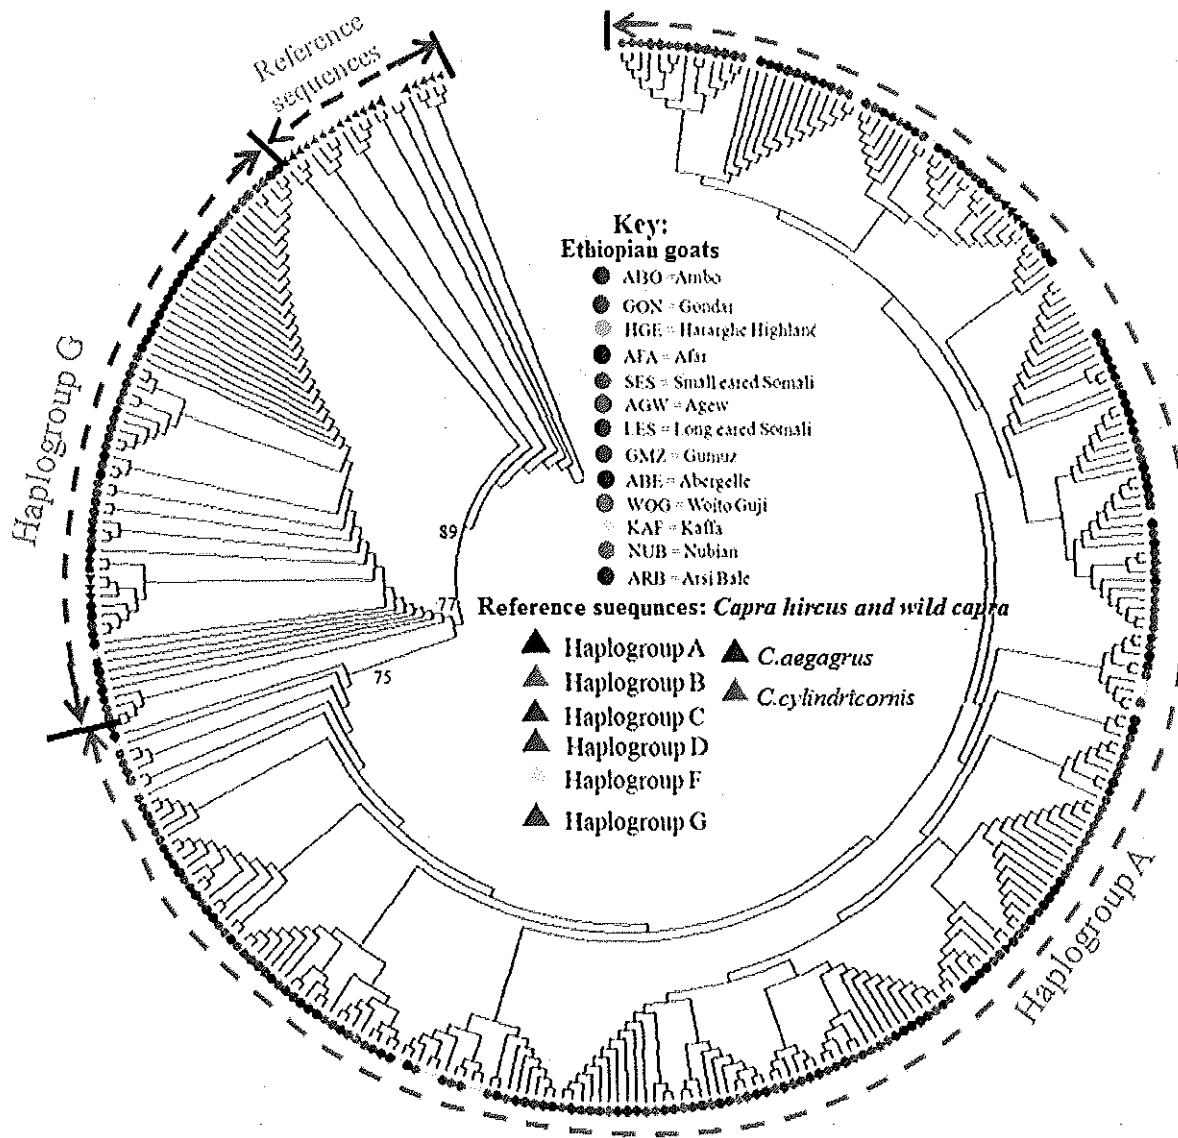 Reference
sequences
Haplogroup G
Haplogroup A
89
77
75
Key:
Ethiopian goats
ABO = Ambo
GON = Gondar
HGE = Hararghe Highland
AFA = Afar
SES = Small eared Somali
AGW = Agew
LES = Long eared Somali
GMZ = Gumuz
ABE = Abergelle
WOG = Woito Guji
KAF = Kaffa
NUB = Nubian
ARB = Arsi Bale
Reference suequnces: Capra hircus and wild capra
Haplogroup A
Haplogroup B
Haplogroup C
Haplogroup D
Haplogroup F
Haplogroup G
C.aegagrus
C.cylindricornis